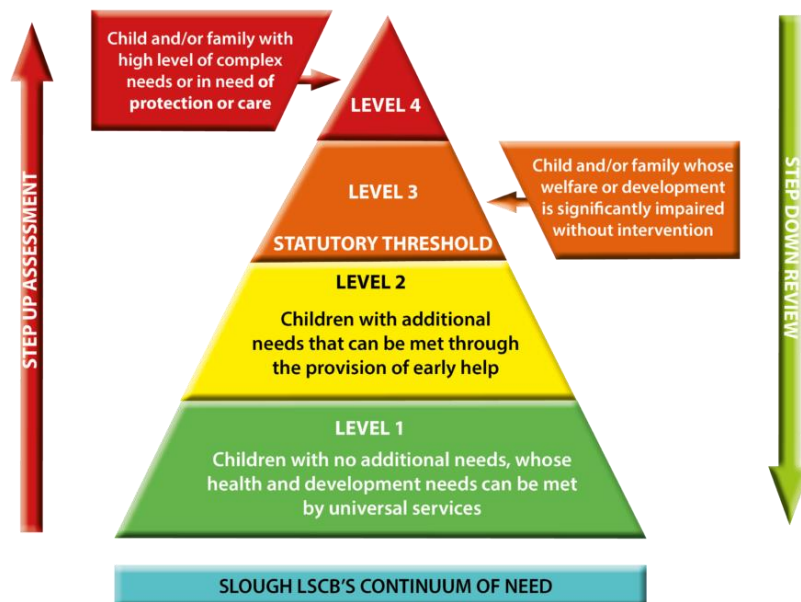 Child and/or family with
high level of complex
needs or in need of
protection or care
LEVEL 4
STEP UP ASSESSMENT
STEP DOWN REVIEW
LEVEL 3
STATUTORY THRESHOLD
Child and/or family whose
welfare or development
is significantly impaired
without intervention
LEVEL 2
Children with additional
needs that can be met through
the provision of early help
LEVEL 1
Children with no additional needs, whose
health and development needs can be met
by universal services
SLOUGH LSCB'S CONTINUUM OF NEED